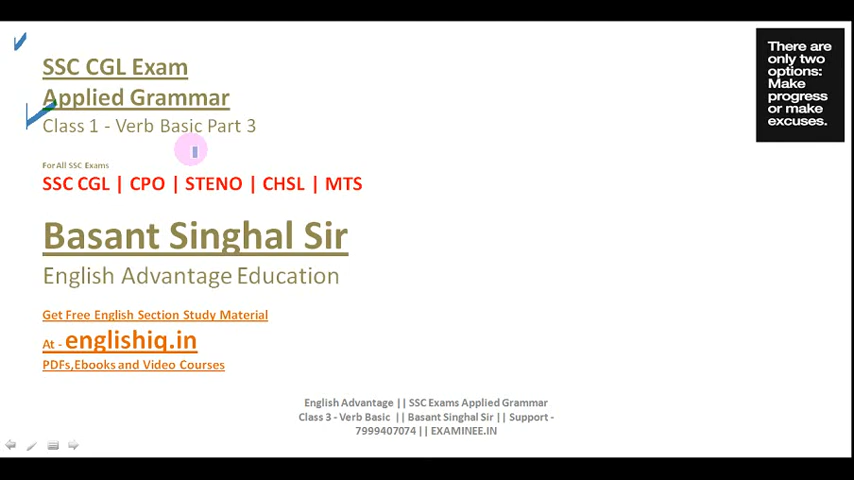 SSC CGL Exam
Applied Grammar
Class 1 - Verb Basic Part 3
For All SSC Exams
SSC CGL | CPO | STENO | CHSL | MTS
Basant Singhal Sir
English Advantage Education
Get Free English Section Study Material
At - englishiq.in
PDFs,Ebooks and Video Courses
There are
only two
options:
Make
progress
or make
excuses.
English Advantage || SSC Exams Applied Grammar
Class 3 - Verb Basic || Basant Singhal Sir || Support -
7999407074 || EXAMINEE.IN